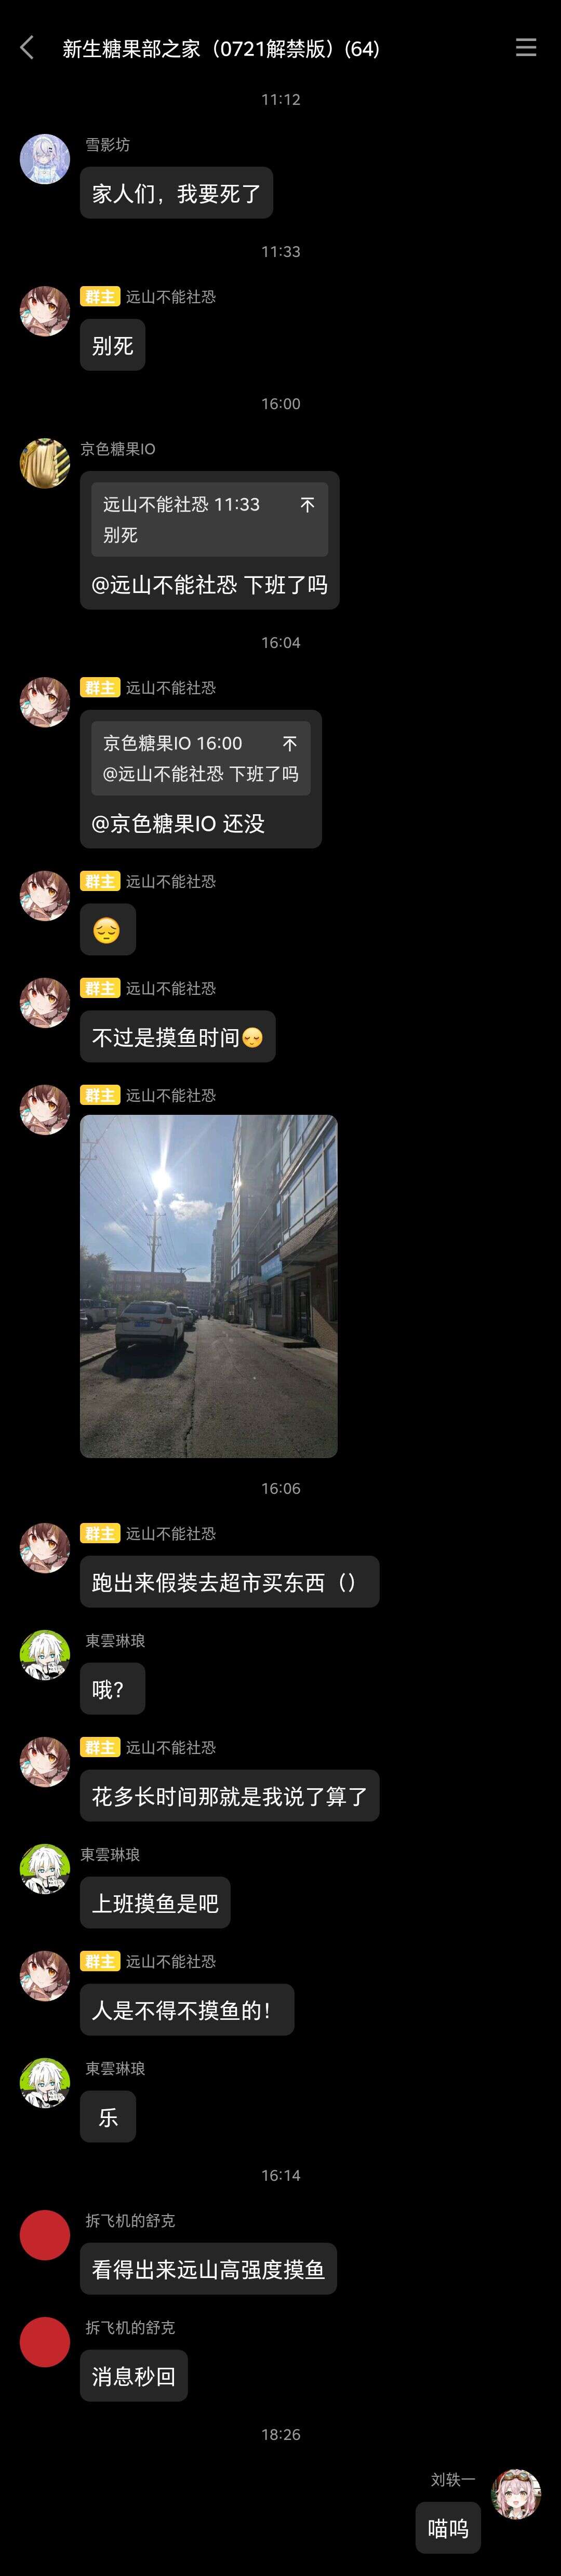 新生糖果部之家（0721解禁版）(64)
11:12
雪影坊
家人们，我要死了
11:33
群主 远山不能社恐
别死
16:00
京色糖果IO
远山不能社恐 11:33
别死
@远山不能社恐 下班了吗
16:04
群主 远山不能社恐
京色糖果IO 16:00
@远山不能社恐 下班了吗
@京色糖果IO 还没
群主 远山不能社恐
😔
群主 远山不能社恐
不过是摸鱼时间😌
群主 远山不能社恐
16:06
群主 远山不能社恐
跑出来假装去超市买东西（）
東雲琳琅
哦？
群主 远山不能社恐
花多长时间那就是我说了算了
東雲琳琅
上班摸鱼是吧
群主 远山不能社恐
人是不得不摸鱼的！
東雲琳琅
乐
16:14
拆飞机的舒克
看得出来远山高强度摸鱼
拆飞机的舒克
消息秒回
18:26
刘轶一
喵呜